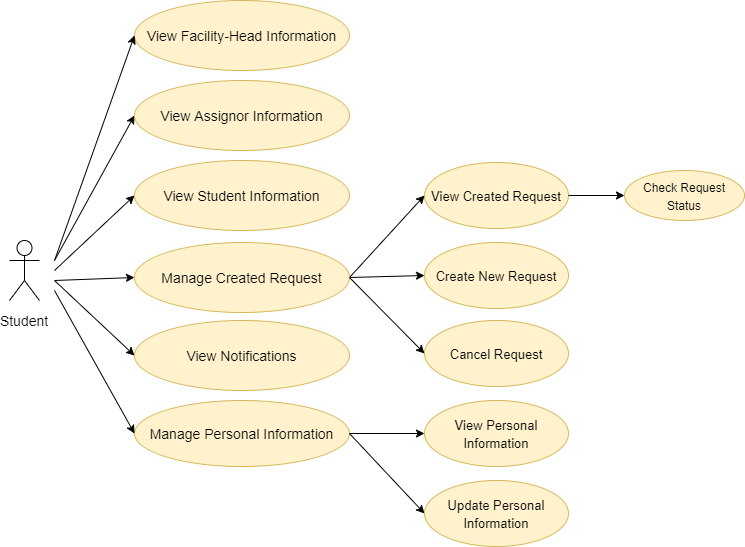 View Facility-Head Information
View Assignor Information
View Student Information
View Created Request
Check Request
Status
Manage Created Request
Create New Request
Student
View Notifications
Cancel Request
Manage Personal Information
View Personal
Information
Update Personal
Information